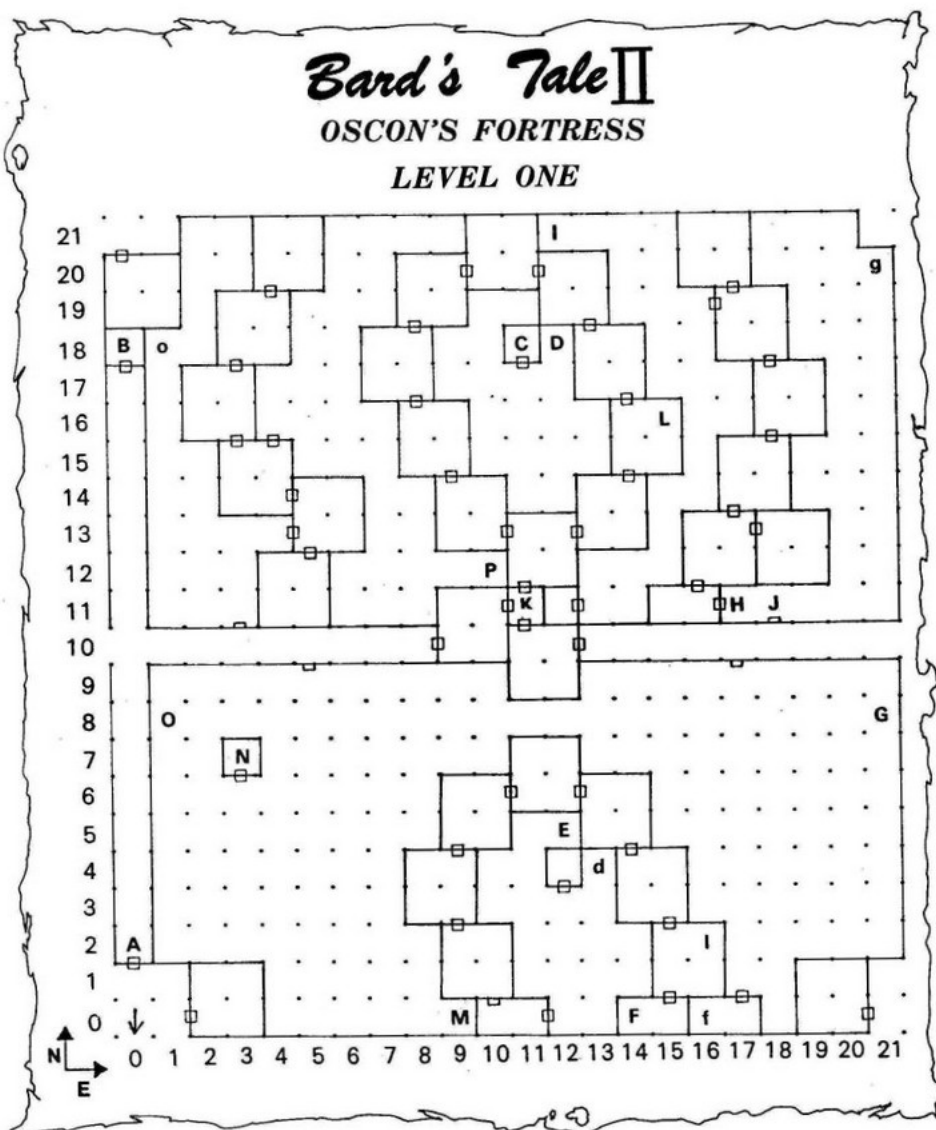 Bard's Tale II
OSCON'S FORTRESS
LEVEL ONE
21 I
20 g
19
18 B o C D
17
16 L
15
14
13
12 P
11 K H J
10
9
8 O G
7 N
6
5 E
4 d
3
2 A I
1
0 M F f
N
E
0 1 2 3 4 5 6 7 8 9 10 11 12 13 14 15 16 17 18 19 20 21